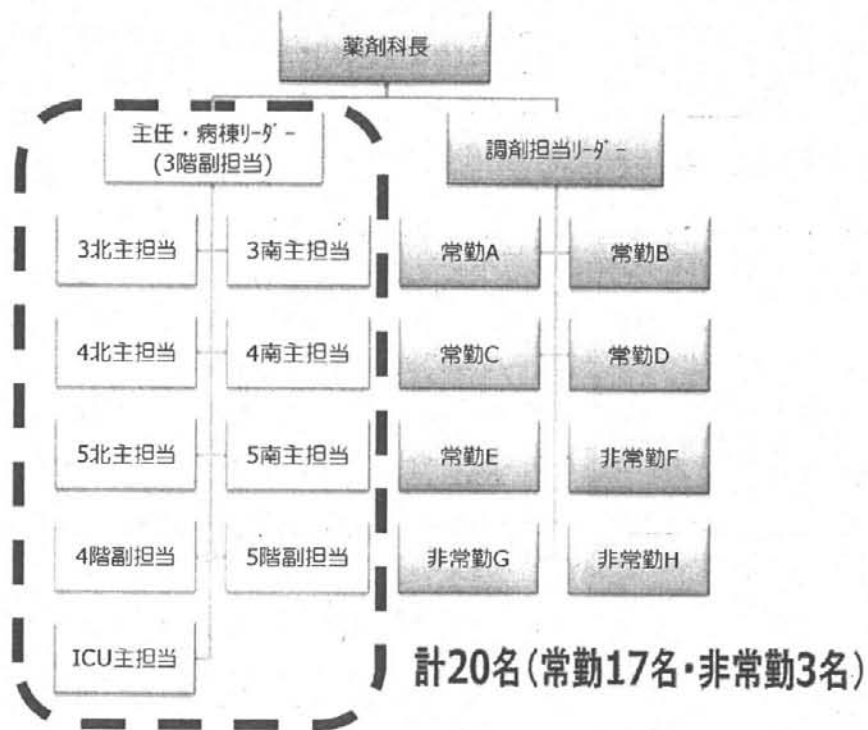 薬剤科長
主任・病棟リーダー
(3階副担当)
調剤担当リーダー
3北主担当
3南主担当
常勤A
常勤B
4北主担当
4南主担当
常勤C
常勤D
5北主担当
5南主担当
常勤E
非常勤F
4階副担当
5階副担当
非常勤G
非常勤H
ICU主担当
計20名(常勤17名・非常勤3名)